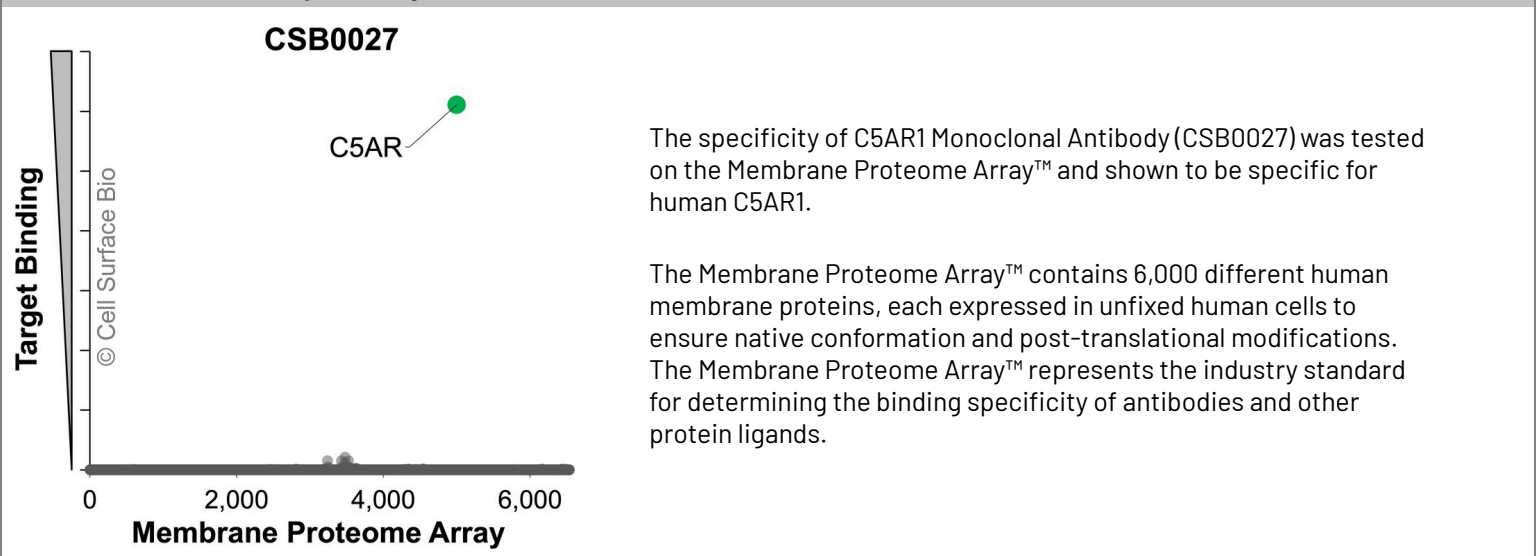 CSB0027
C5AR
Target Binding
© Cell Surface Bio
0
2,000
4,000
6,000
Membrane Proteome Array
The specificity of C5AR1 Monoclonal Antibody (CSB0027) was tested
on the Membrane Proteome Array™ and shown to be specific for
human C5AR1.
The Membrane Proteome Array™ contains 6,000 different human
membrane proteins, each expressed in unfixed human cells to
ensure native conformation and post-translational modifications.
The Membrane Proteome Array™ represents the industry standard
for determining the binding specificity of antibodies and other
protein ligands.